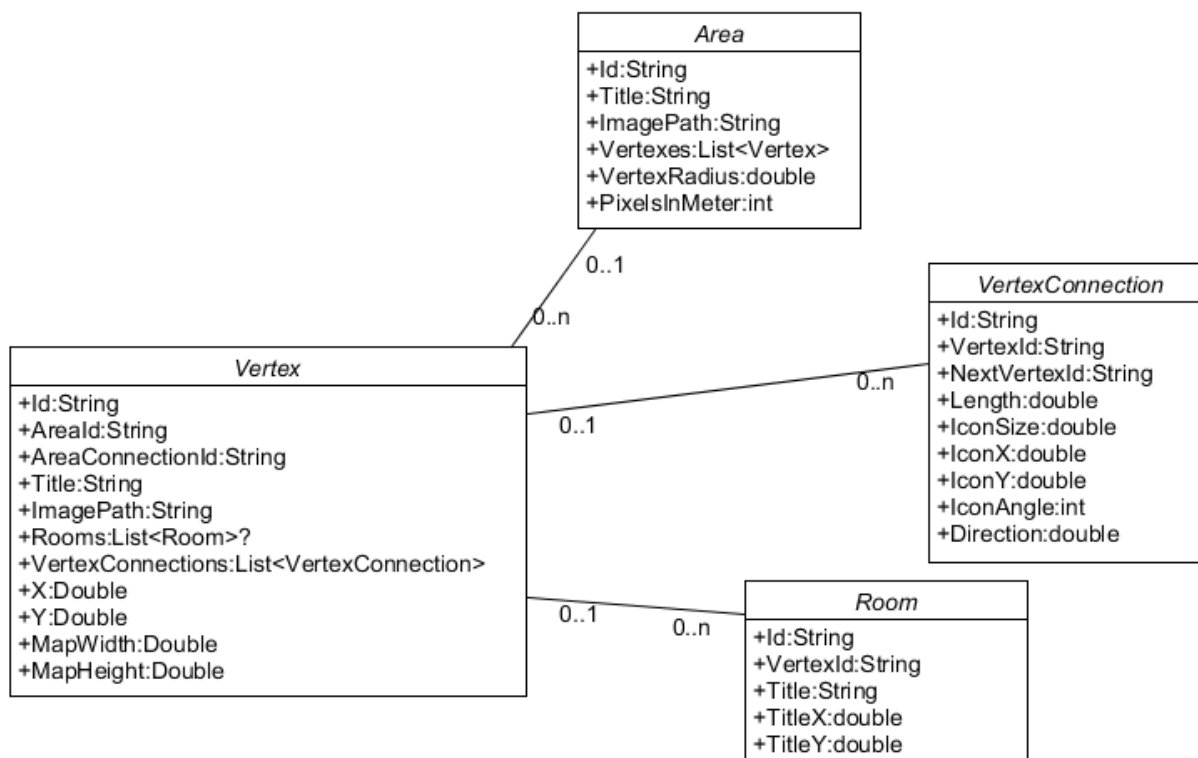 Area
+Id:String
+Title:String
+ImagePath:String
+Vertexes:List<Vertex>
+VertexRadius:double
+PixelsInMeter:int
0..1
0..n
VertexConnection
+Id:String
+VertexId:String
+NextVertexId:String
+Length:double
+IconSize:double
+IconX:double
+IconY:double
+IconAngle:int
+Direction:double
Vertex
+Id:String
+AreaId:String
+AreaConnectionId:String
+Title:String
+ImagePath:String
+Rooms:List<Room>?
+VertexConnections:List<VertexConnection>
+X:Double
+Y:Double
+MapWidth:Double
+MapHeight:Double
0..1
0..n
0..1
0..n
Room
+Id:String
+VertexId:String
+Title:String
+TitleX:double
+TitleY:double